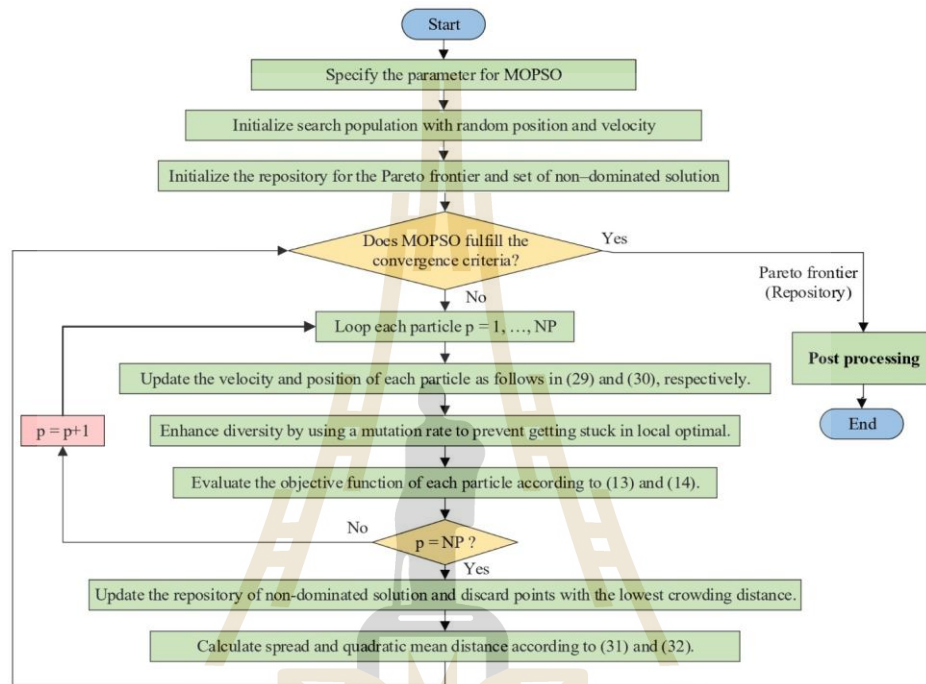 Start
Specify the parameter for MOPSO
Initialize search population with random position and velocity
Initialize the repository for the Pareto frontier and set of non–dominated solution
Does MOPSO fulfill the
convergence criteria?
Yes
Pareto frontier
(Repository)
No
Loop each particle p = 1, …, NP
Post processing
Update the velocity and position of each particle as follows in (29) and (30), respectively.
p = p+1
Enhance diversity by using a mutation rate to prevent getting stuck in local optimal.
End
Evaluate the objective function of each particle according to (13) and (14).
No
p = NP ?
Yes
Update the repository of non-dominated solution and discard points with the lowest crowding distance.
Calculate spread and quadratic mean distance according to (31) and (32).